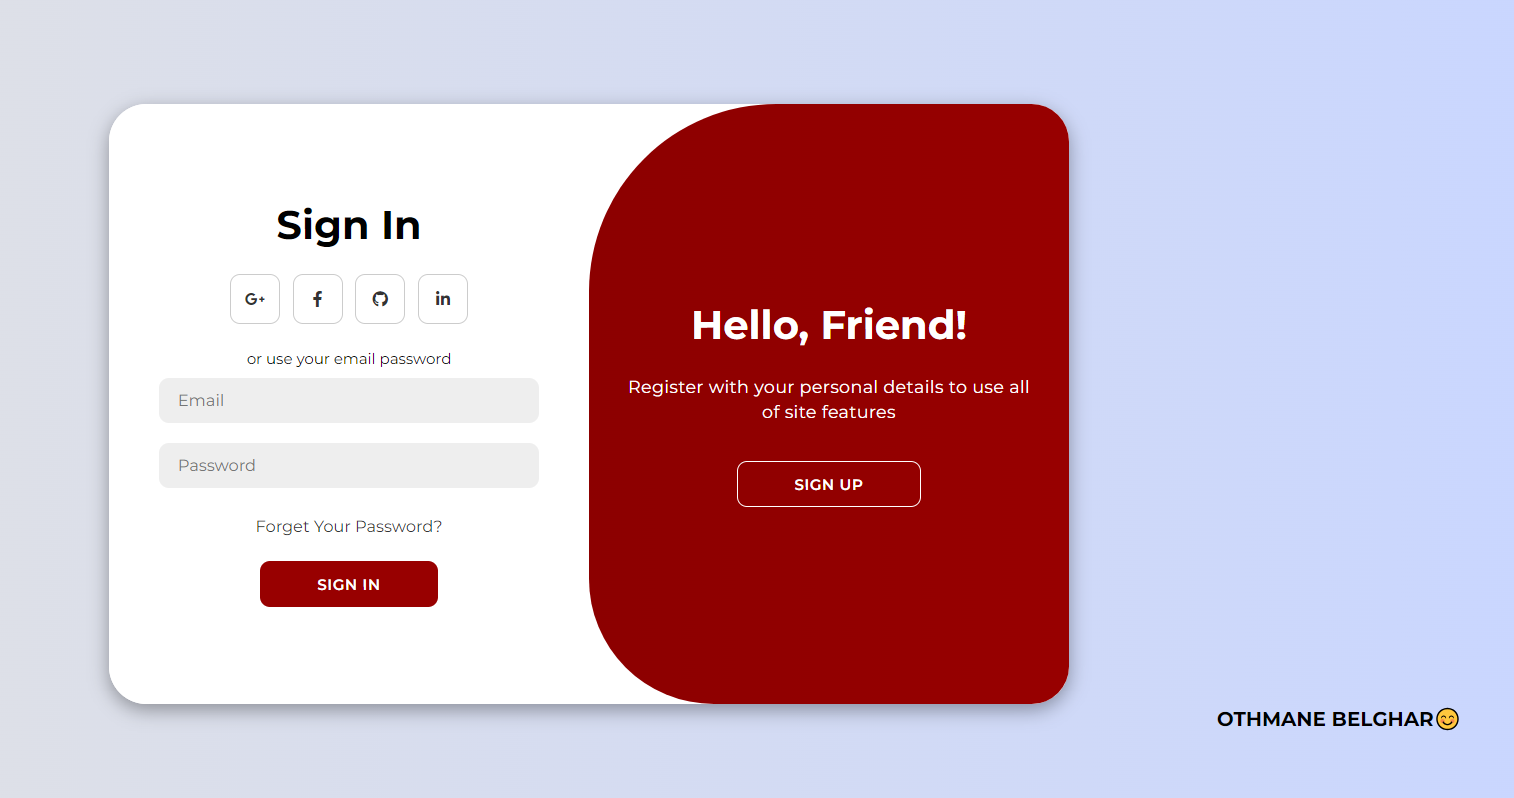 Sign In
G+ f in
or use your email password
Email
Password
Forget Your Password?
SIGN IN
Hello, Friend!
Register with your personal details to use all
of site features
SIGN UP
OTHMANE BELGHAR😊